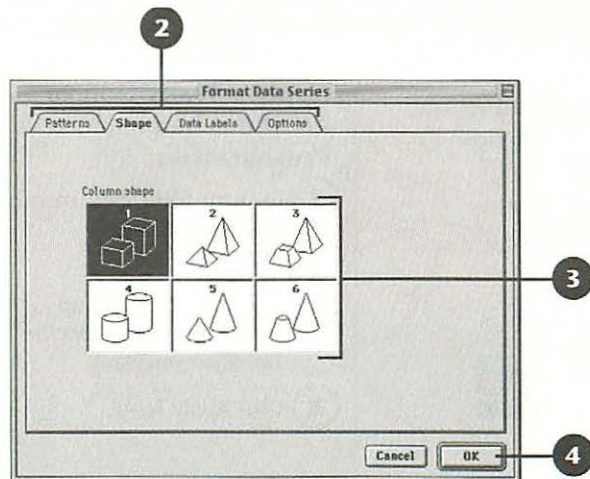 2
Format Data Series
Patterns Shape Data Labels Options
Column shape
1 2 3
3
4 5 6
Cancel OK
4